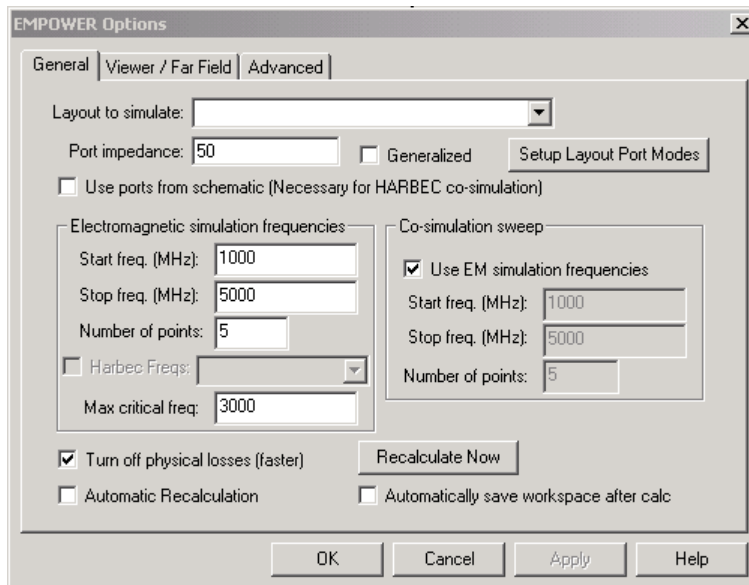 EMPOWER Options
General Viewer / Far Field Advanced
Layout to simulate:
Port impedance: 50 Generalized Setup Layout Port Modes
Use ports from schematic (Necessary for HARBEC co-simulation)
Electromagnetic simulation frequencies
Start freq. (MHz): 1000
Stop freq. (MHz): 5000
Number of points: 5
Harbec Freqs:
Max critical freq: 3000
Co-simulation sweep
Use EM simulation frequencies
Start freq. (MHz): 1000
Stop freq. (MHz): 5000
Number of points: 5
Turn off physical losses (faster) Recalculate Now
Automatic Recalculation Automatically save workspace after calc
OK Cancel Apply Help